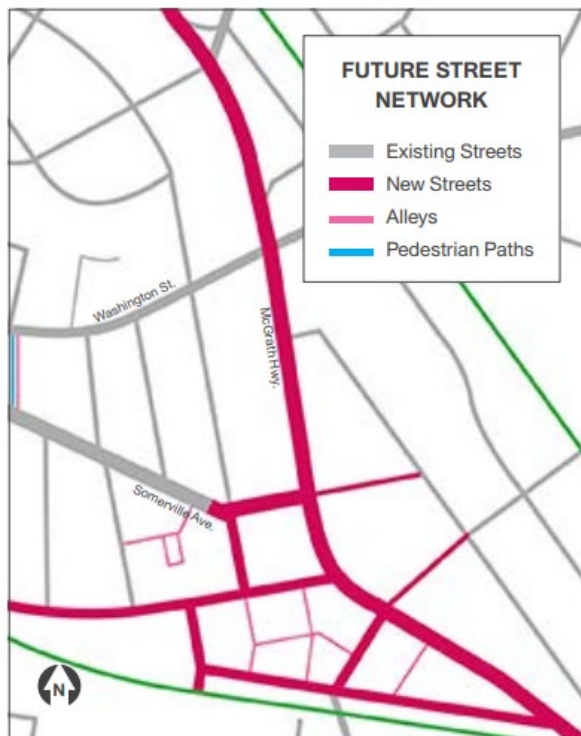 FUTURE STREET
NETWORK
Existing Streets
New Streets
Alleys
Pedestrian Paths
Washington St.
McGrath Hwy.
Somerville Ave.
N